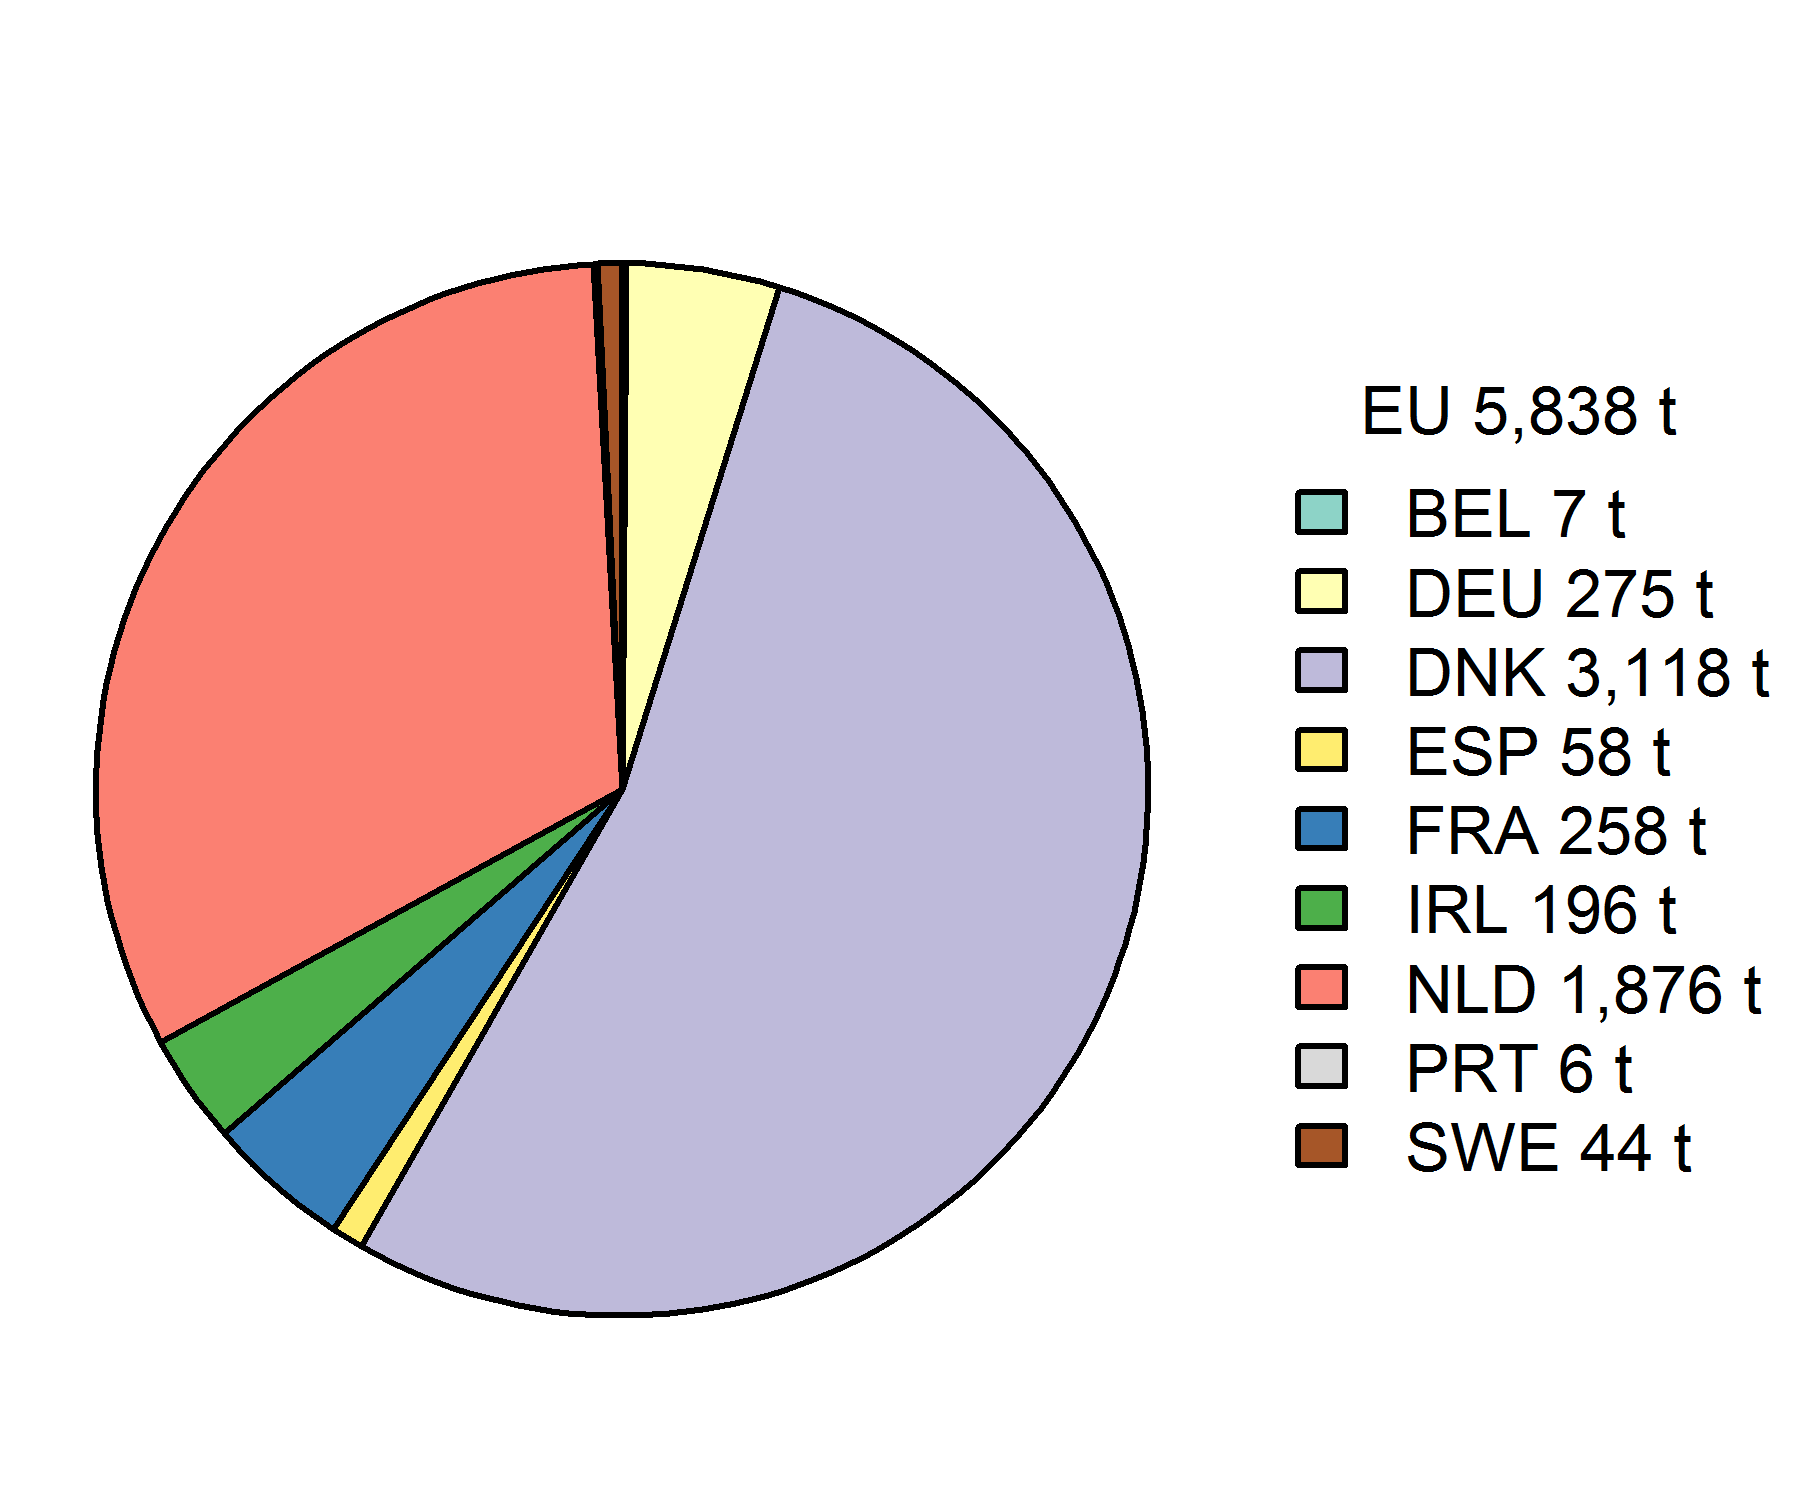 EU 5,838 t
BEL 7 t
DEU 275 t
DNK 3,118 t
ESP 58 t
FRA 258 t
IRL 196 t
NLD 1,876 t
PRT 6 t
SWE 44 t